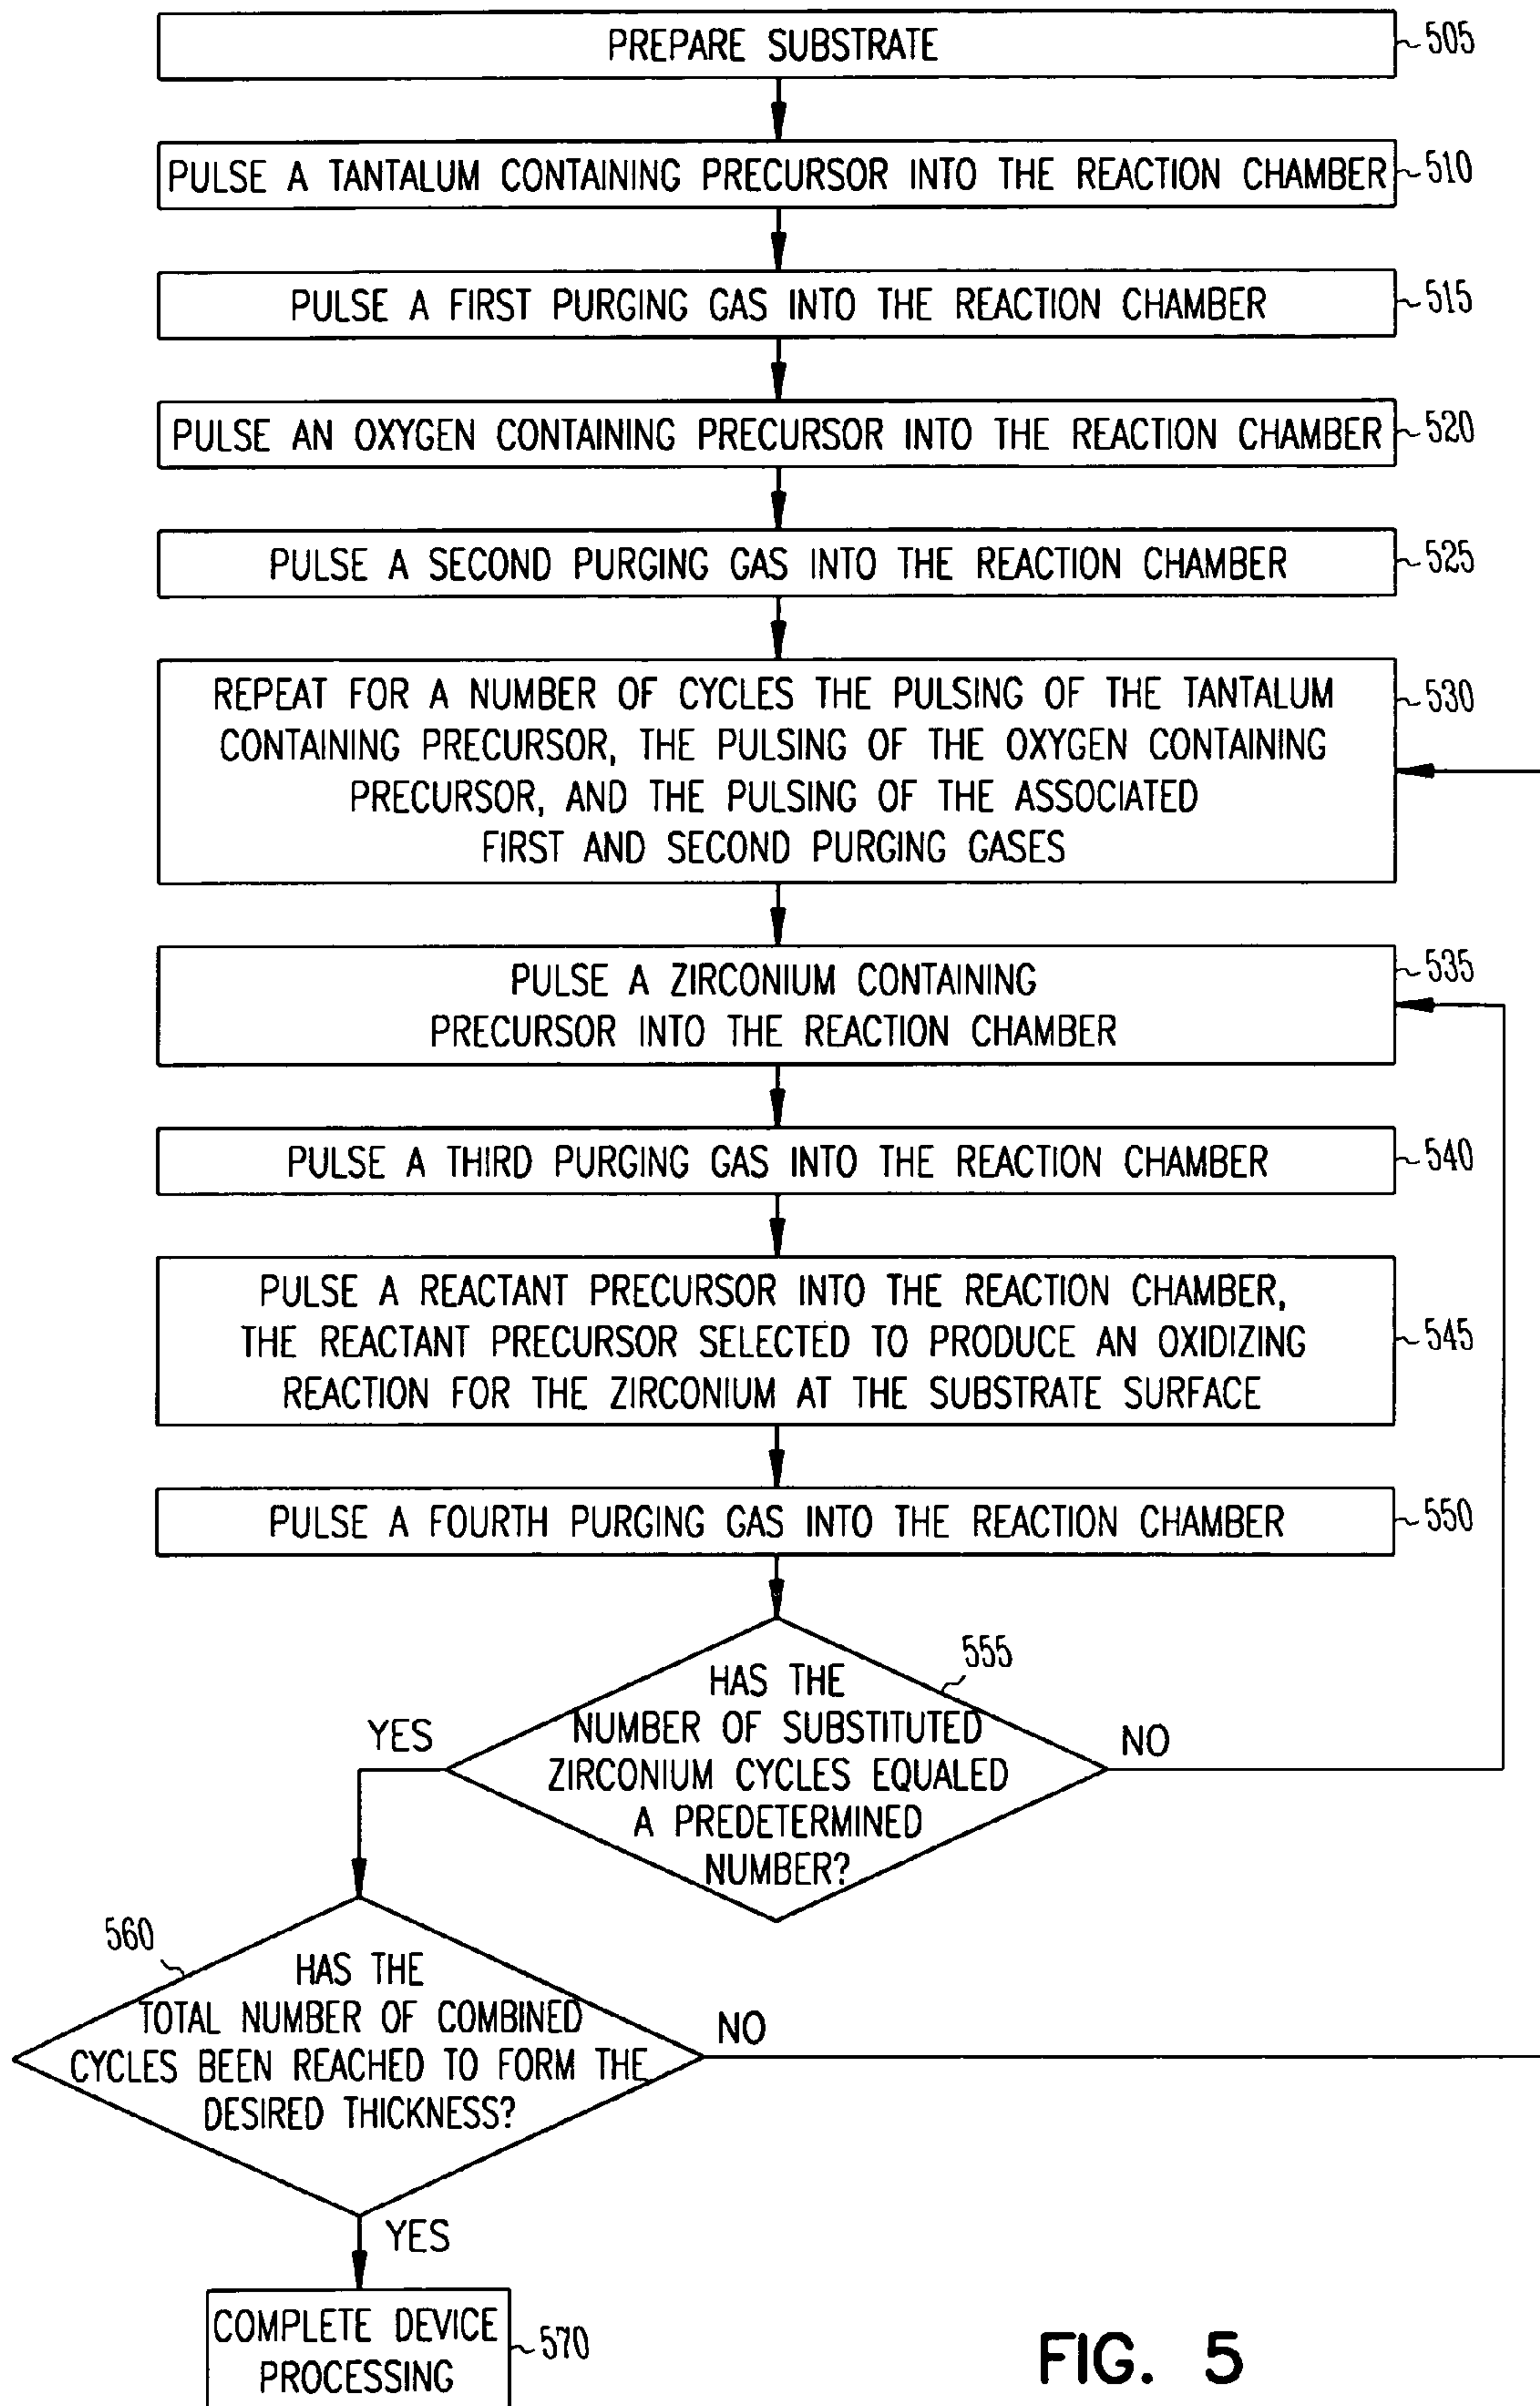 PREPARE SUBSTRATE
505
PULSE A TANTALUM CONTAINING PRECURSOR INTO THE REACTION CHAMBER
510
PULSE A FIRST PURGING GAS INTO THE REACTION CHAMBER
515
PULSE AN OXYGEN CONTAINING PRECURSOR INTO THE REACTION CHAMBER
520
PULSE A SECOND PURGING GAS INTO THE REACTION CHAMBER
525
REPEAT FOR A NUMBER OF CYCLES THE PULSING OF THE TANTALUM
CONTAINING PRECURSOR, THE PULSING OF THE OXYGEN CONTAINING
PRECURSOR, AND THE PULSING OF THE ASSOCIATED
FIRST AND SECOND PURGING GASES
530
PULSE A ZIRCONIUM CONTAINING
PRECURSOR INTO THE REACTION CHAMBER
535
PULSE A THIRD PURGING GAS INTO THE REACTION CHAMBER
540
PULSE A REACTANT PRECURSOR INTO THE REACTION CHAMBER,
THE REACTANT PRECURSOR SELECTED TO PRODUCE AN OXIDIZING
REACTION FOR THE ZIRCONIUM AT THE SUBSTRATE SURFACE
545
PULSE A FOURTH PURGING GAS INTO THE REACTION CHAMBER
550
555
HAS THE
NUMBER OF SUBSTITUTED
ZIRCONIUM CYCLES EQUALED
A PREDETERMINED
NUMBER?
YES
NO
560
HAS THE
TOTAL NUMBER OF COMBINED
CYCLES BEEN REACHED TO FORM THE
DESIRED THICKNESS?
NO
YES
COMPLETE DEVICE
PROCESSING
570
FIG. 5